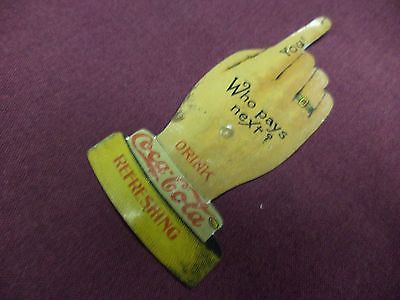 You
Who pays
next?
DRINK
Coca-Cola
REFRESHING